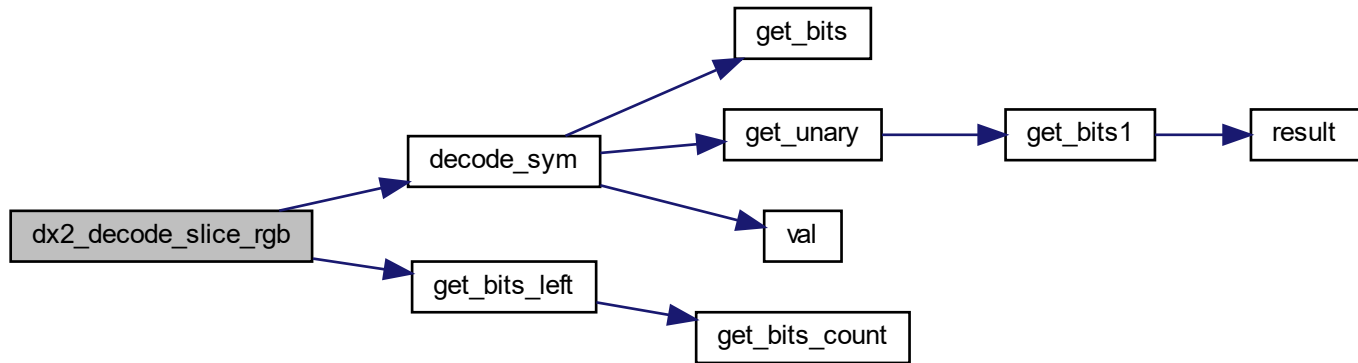 get_bits
get_unary
get_bits1
result
decode_sym
val
dx2_decode_slice_rgb
get_bits_left
get_bits_count